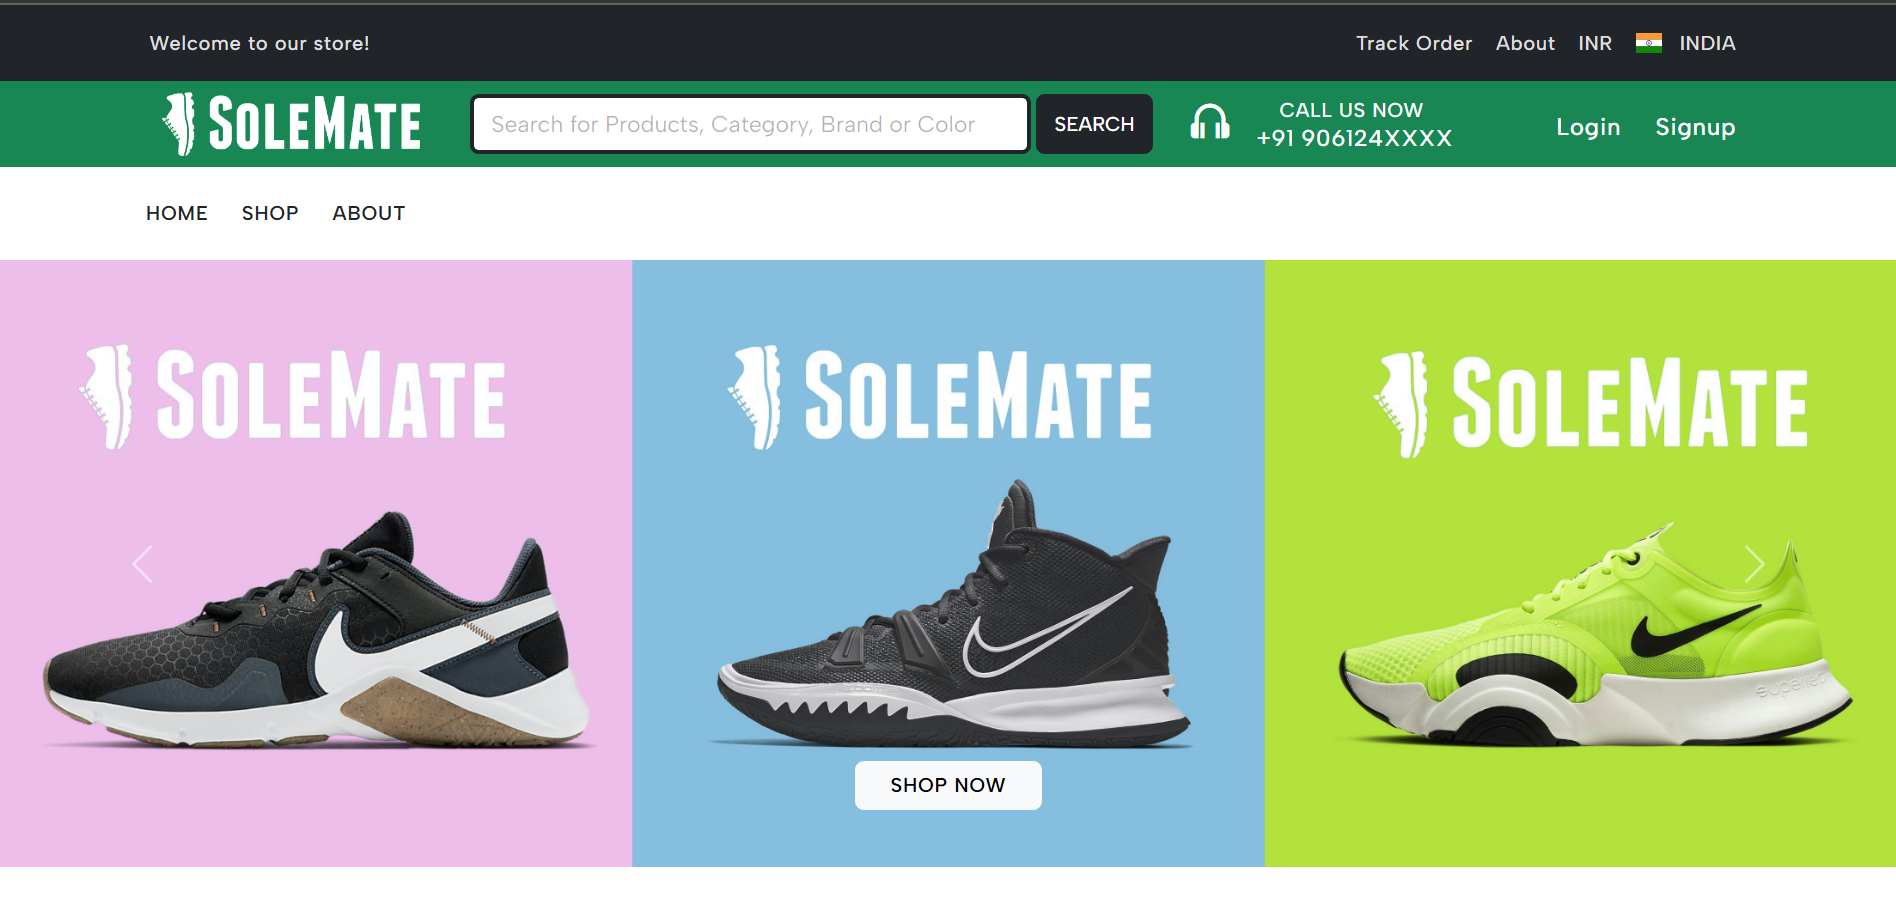 Welcome to our store!
Track Order About INR INDIA
SOLEMATE
Search for Products, Category, Brand or Color
SEARCH
CALL US NOW
+91 906124XXXX
Login Signup
HOME SHOP ABOUT
SOLEMATE
SOLEMATE
SOLEMATE
SHOP NOW